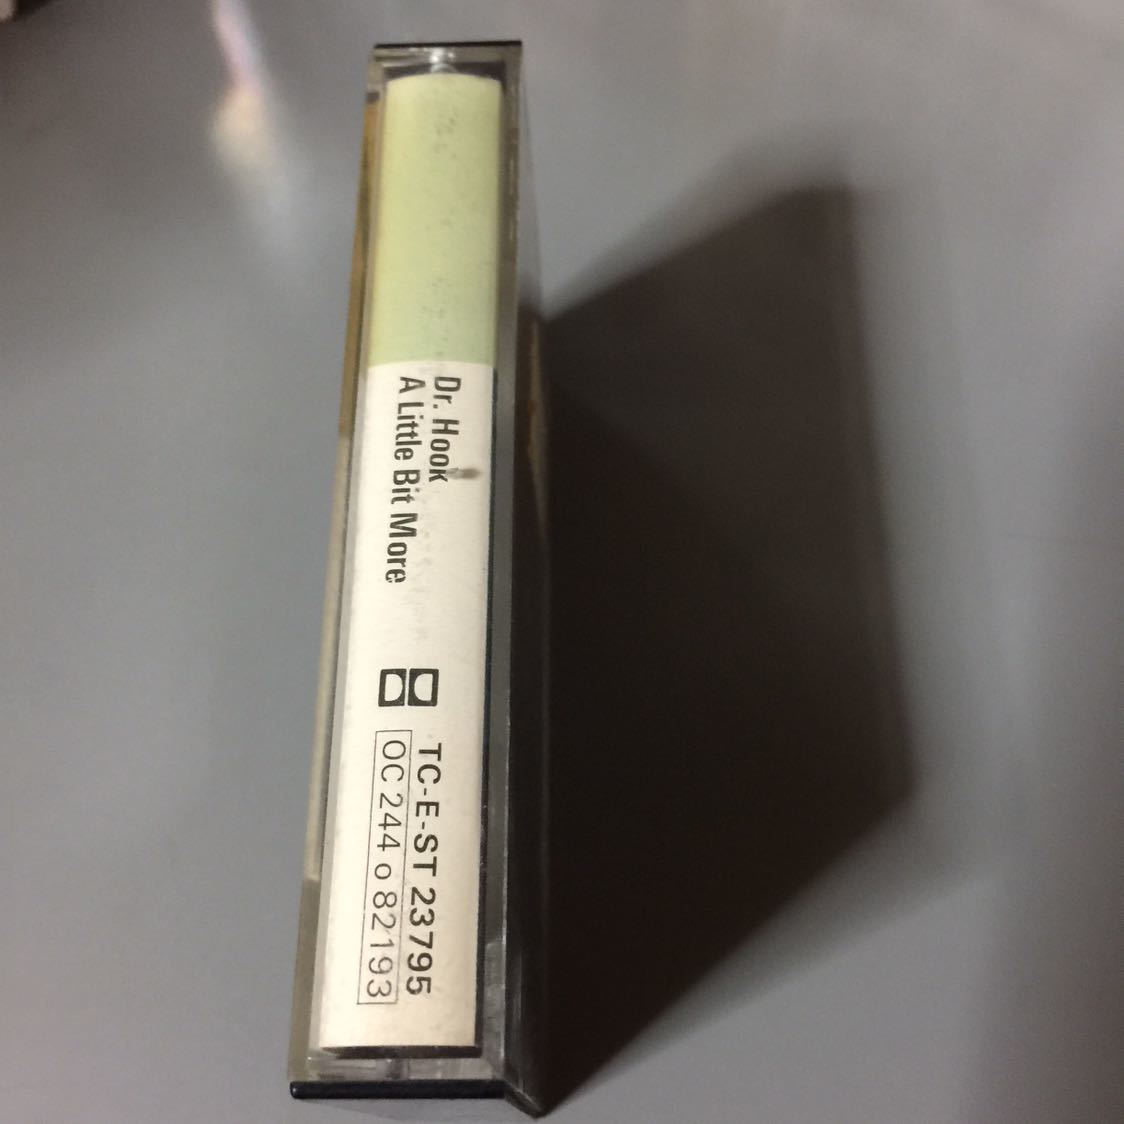 Dr. Hook
A Little Bit More
TC-E-ST 23795
OC 244 o 82193